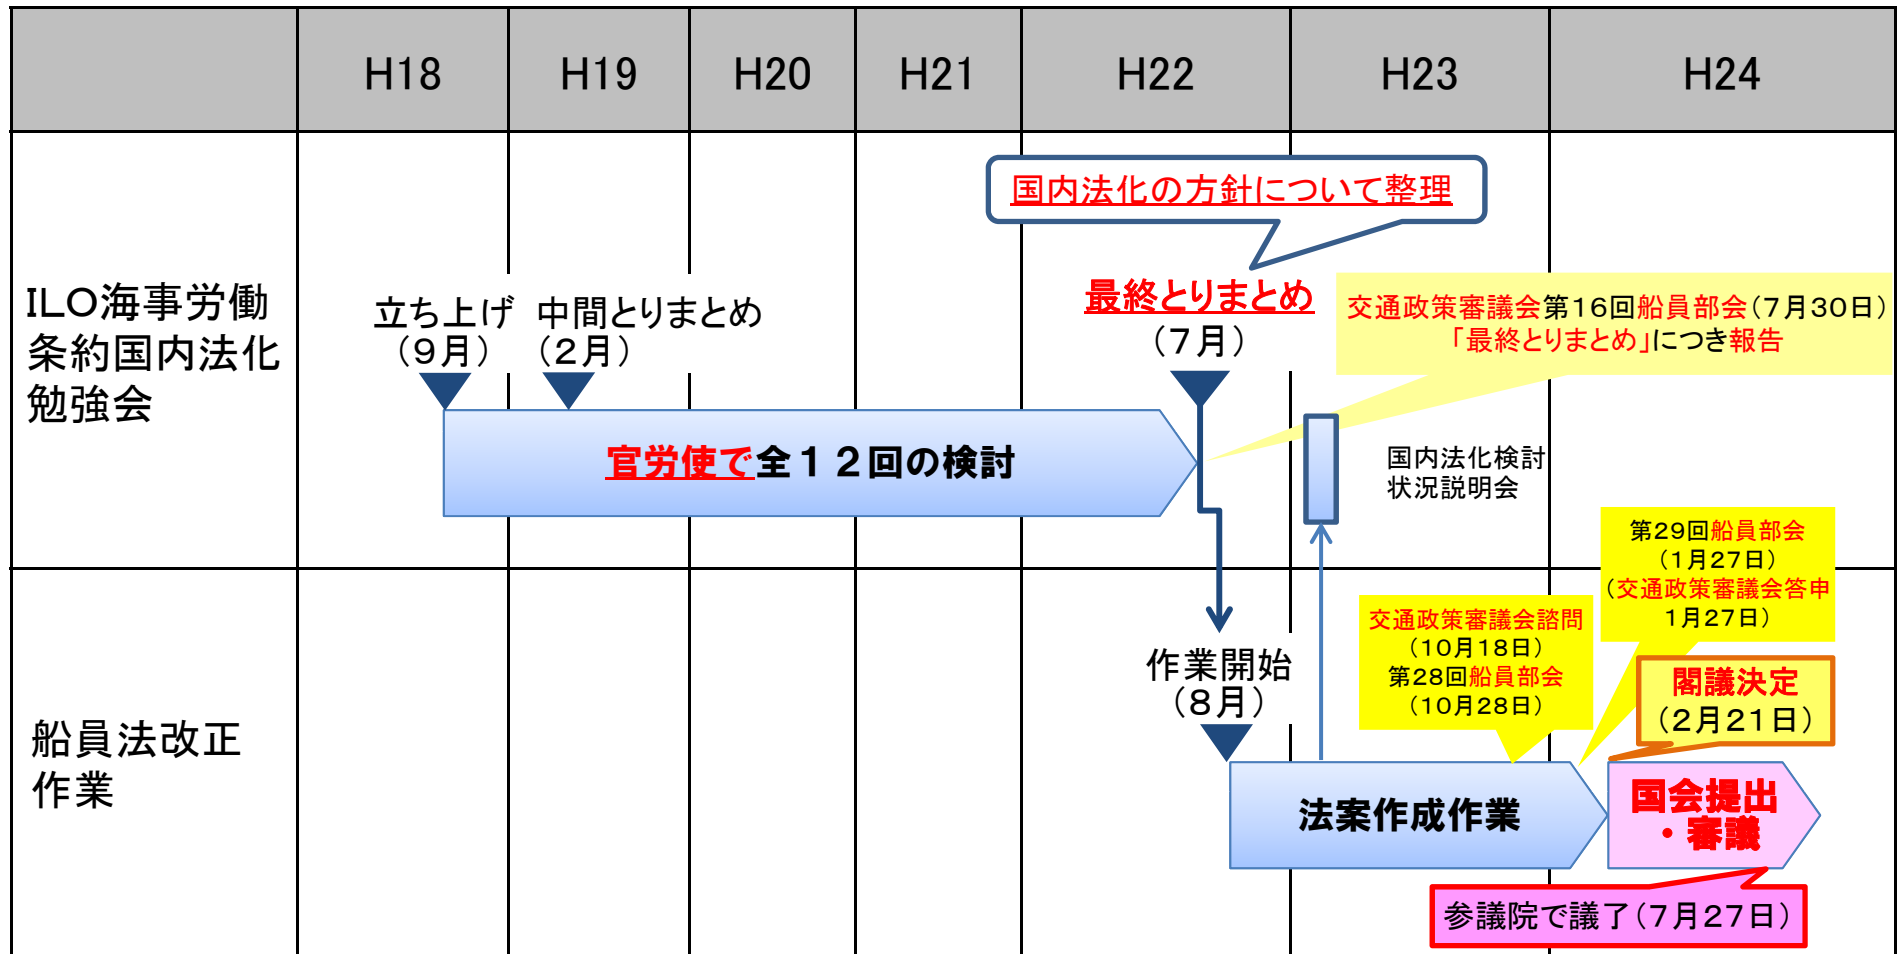 H18
H19
H20
H21
H22
H23
H24
ILO海事労働
条約国内法化
勉強会
国内法化の方針について整理
立ち上げ
(9月)
中間とりまとめ
(2月)
最終とりまとめ
(7月)
交通政策審議会第16回船員部会(7月30日)
「最終とりまとめ」につき報告
官労使で全12回の検討
国内法化検討
状況説明会
船員法改正
作業
作業開始
(8月)
交通政策審議会諮問
(10月18日)
第28回船員部会
(10月28日)
第29回船員部会
(1月27日)
(交通政策審議会答申
1月27日)
閣議決定
(2月21日)
法案作成作業
国会提出
・審議
参議院で議了(7月27日)